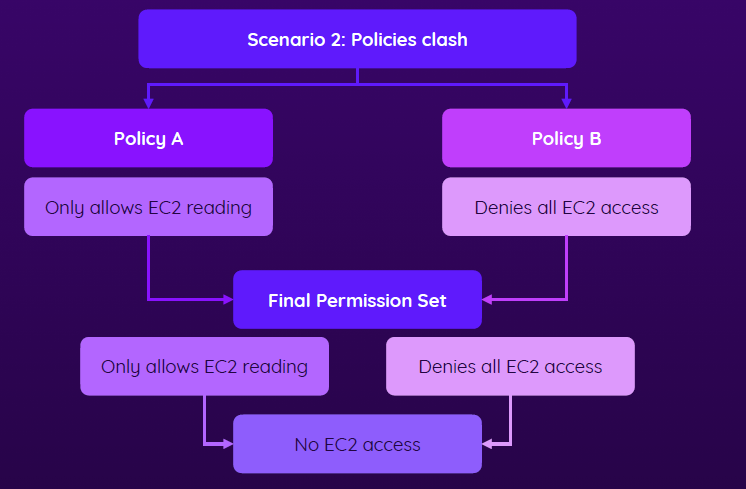 Scenario 2: Policies clash
Policy A
Policy B
Only allows EC2 reading
Denies all EC2 access
Final Permission Set
Only allows EC2 reading
Denies all EC2 access
No EC2 access